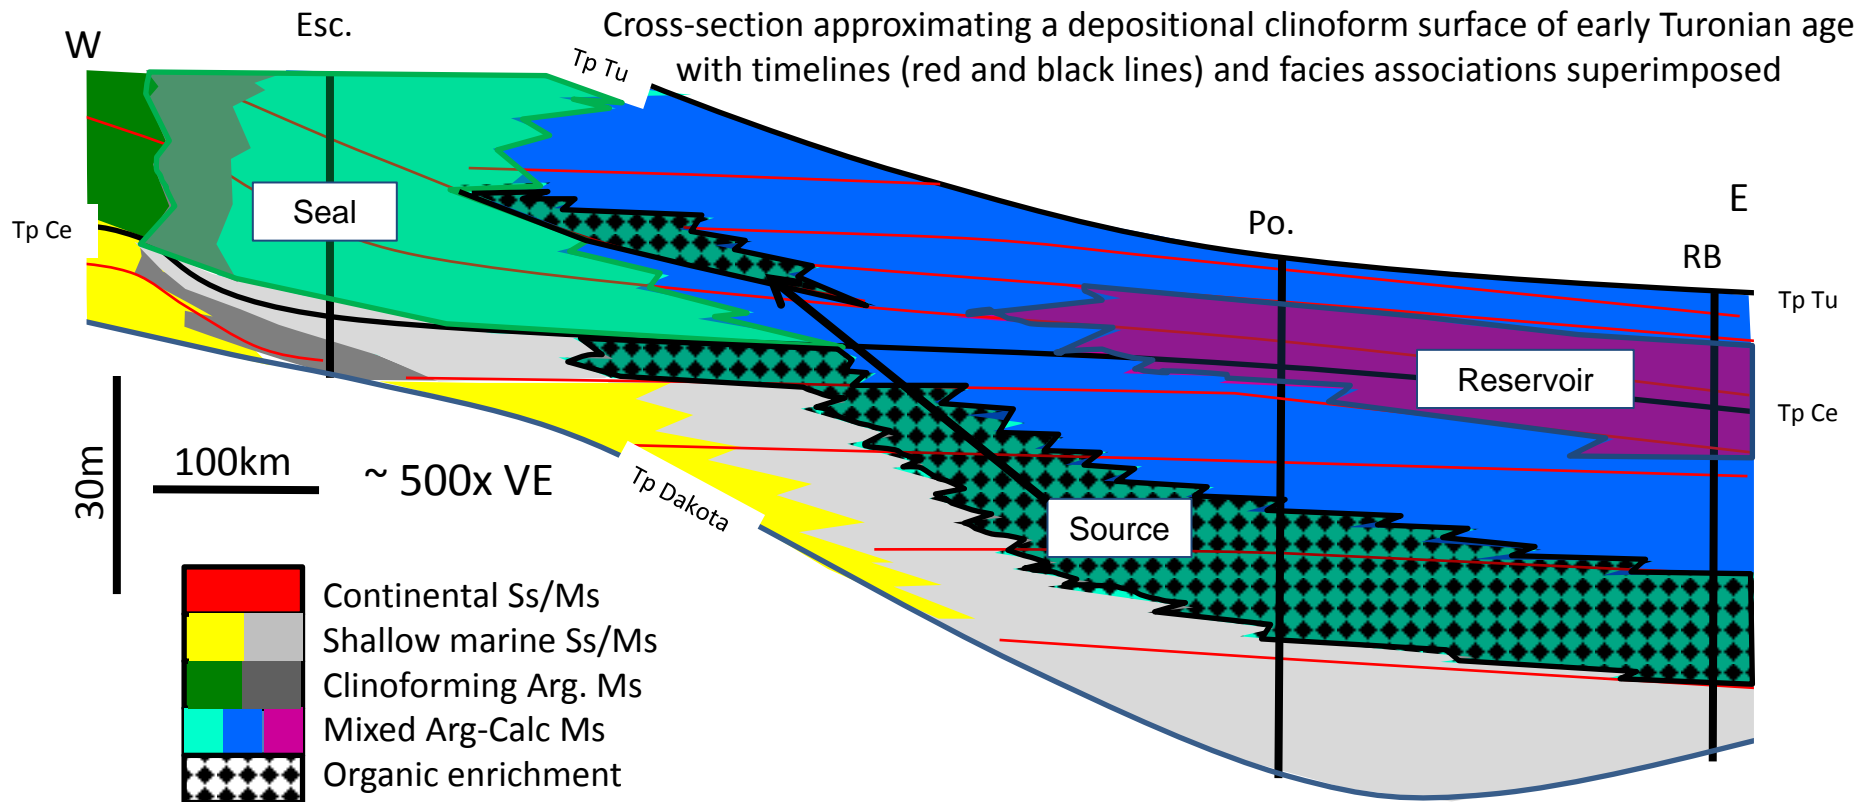 Cross-section approximating a depositional clinoform surface of early Turonian age
with timelines (red and black lines) and facies associations superimposed
W
Esc.
Tp Tu
E
Po.
RB
Tp Ce
Seal
Tp Tu
Reservoir
Tp Ce
30m
100km
~ 500x VE
Tp Dakota
Source
Continental Ss/Ms
Shallow marine Ss/Ms
Clinoforming Arg. Ms
Mixed Arg-Calc Ms
Organic enrichment